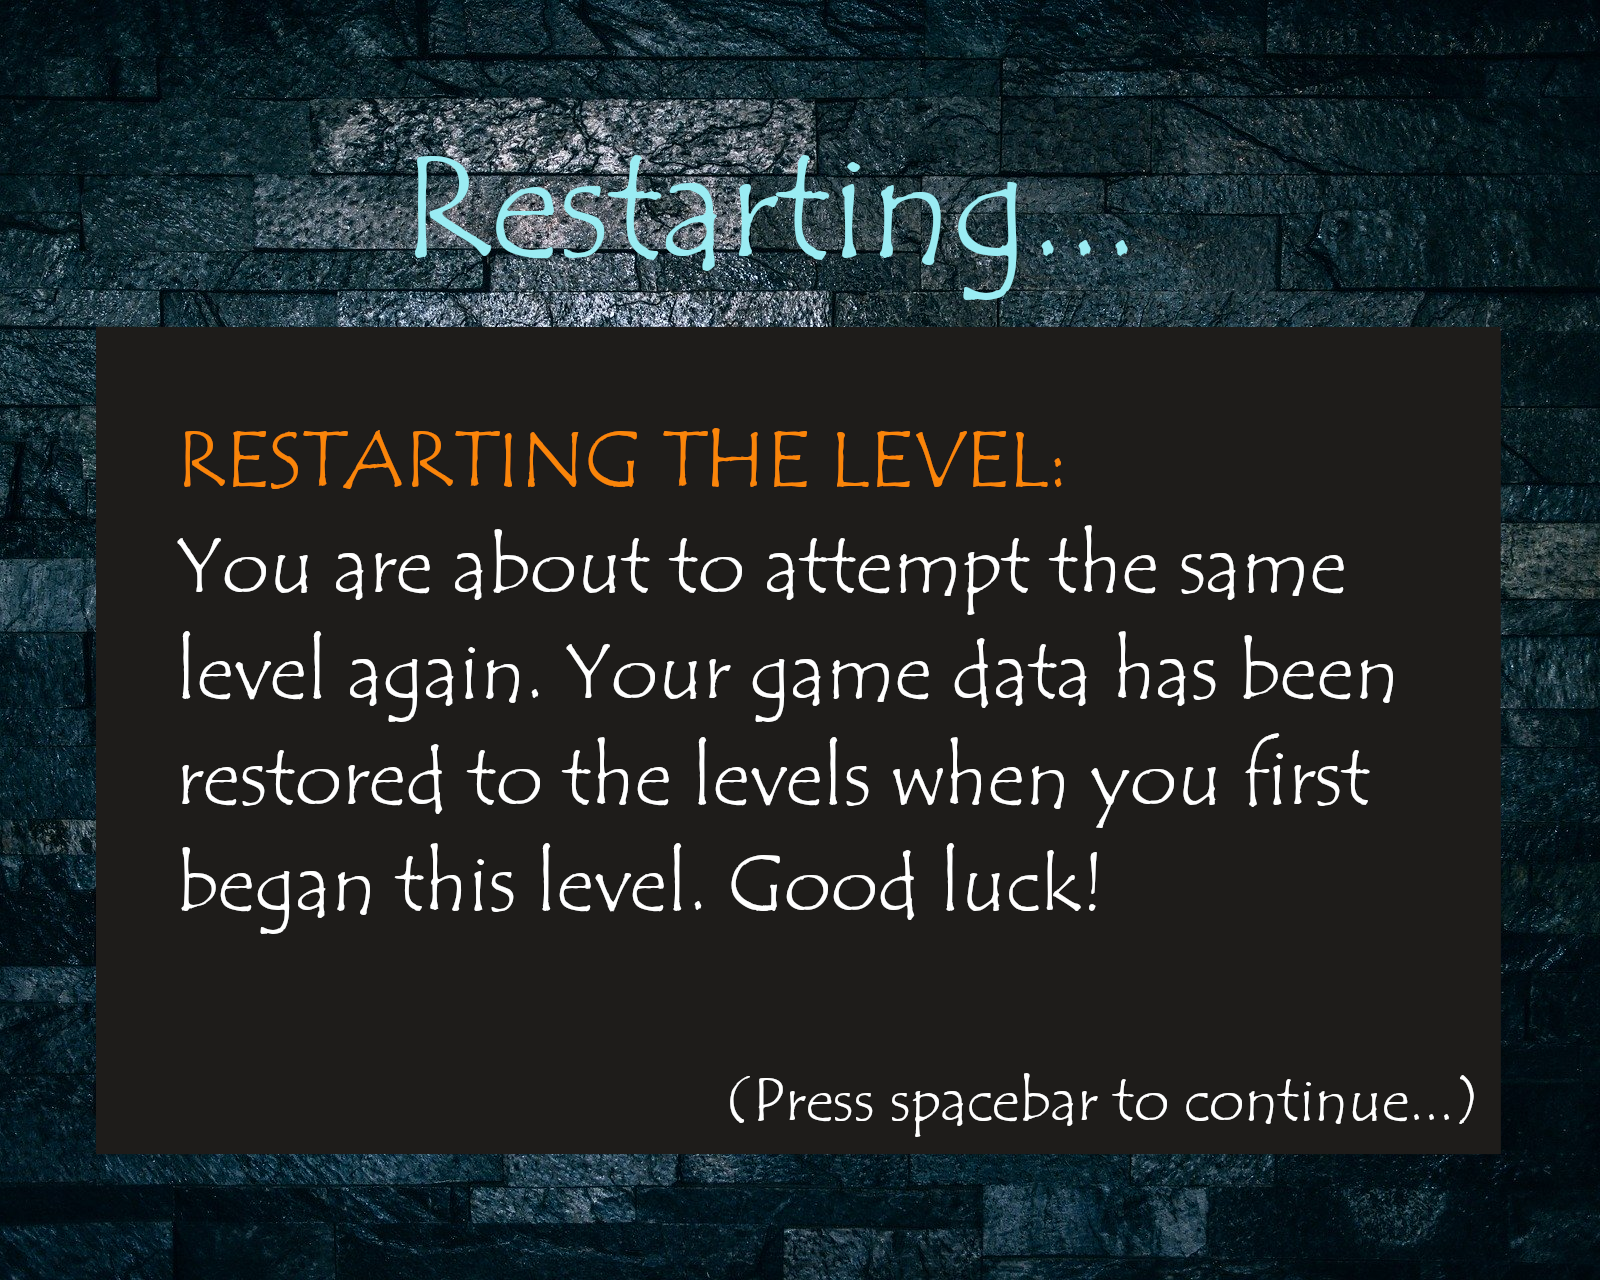 Restarting...
RESTARTING THE LEVEL:
You are about to attempt the same
level again. Your game data has been
restored to the levels when you first
began this level. Good luck!
(Press spacebar to continue...)